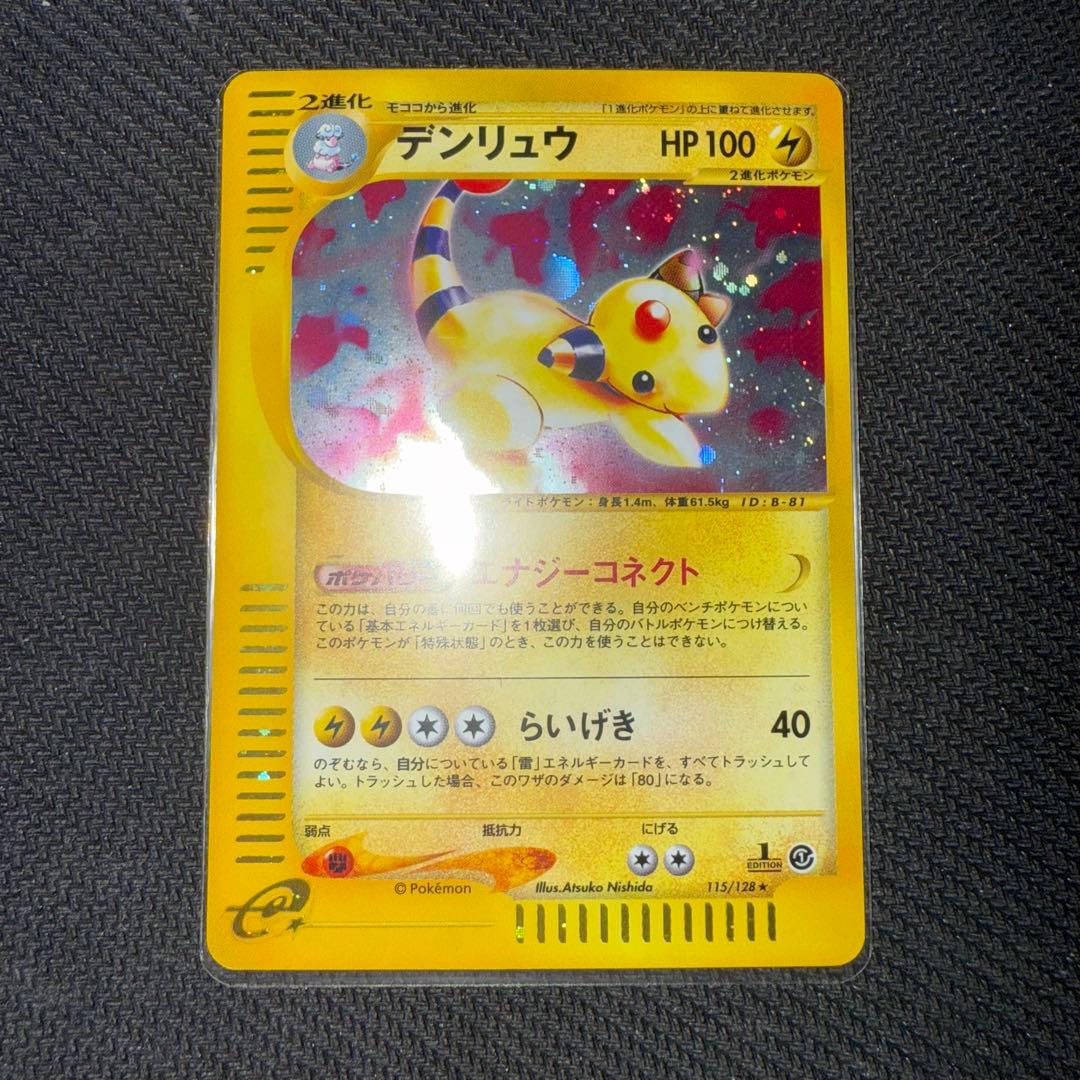 2進化
モココから進化
「1進化ポケモン」の上に重ねて進化させます。
デンリュウ
HP 100
2進化ポケモン
ライトポケモン：身長1.4m、体重61.5kg ID：B-81
エナジーコネクト
この力は、自分の番に何回でも使うことができる。自分のベンチポケモンについ
ている「基本エネルギーカード」を1枚選び、自分のバトルポケモンにつけ替える。
このポケモンが「特殊状態」のとき、この力を使うことはできない。
らいげき
40
のぞむなら、自分についている「雷」エネルギーカードを、すべてトラッシュして
よい。トラッシュした場合、このワザのダメージは「80」になる。
弱点
抵抗力
にげる
1
EDITION
© Pokémon
Illus.Atsuko Nishida
115/128★
e